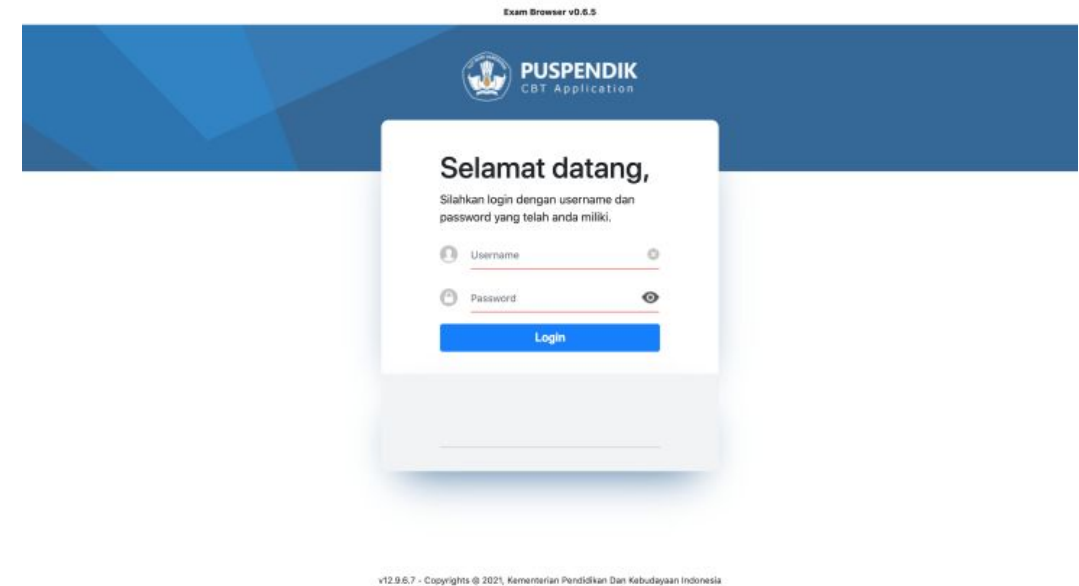 Exam Browser v0.6.5
PUSPENDIK
CBT Application
Selamat datang,
Silahkan login dengan username dan
password yang telah anda miliki.
Username
Password
Login
v12.9.6.7 - Copyrights @ 2021, Kementerian Pendidikan Dan Kebudayaan Indonesia